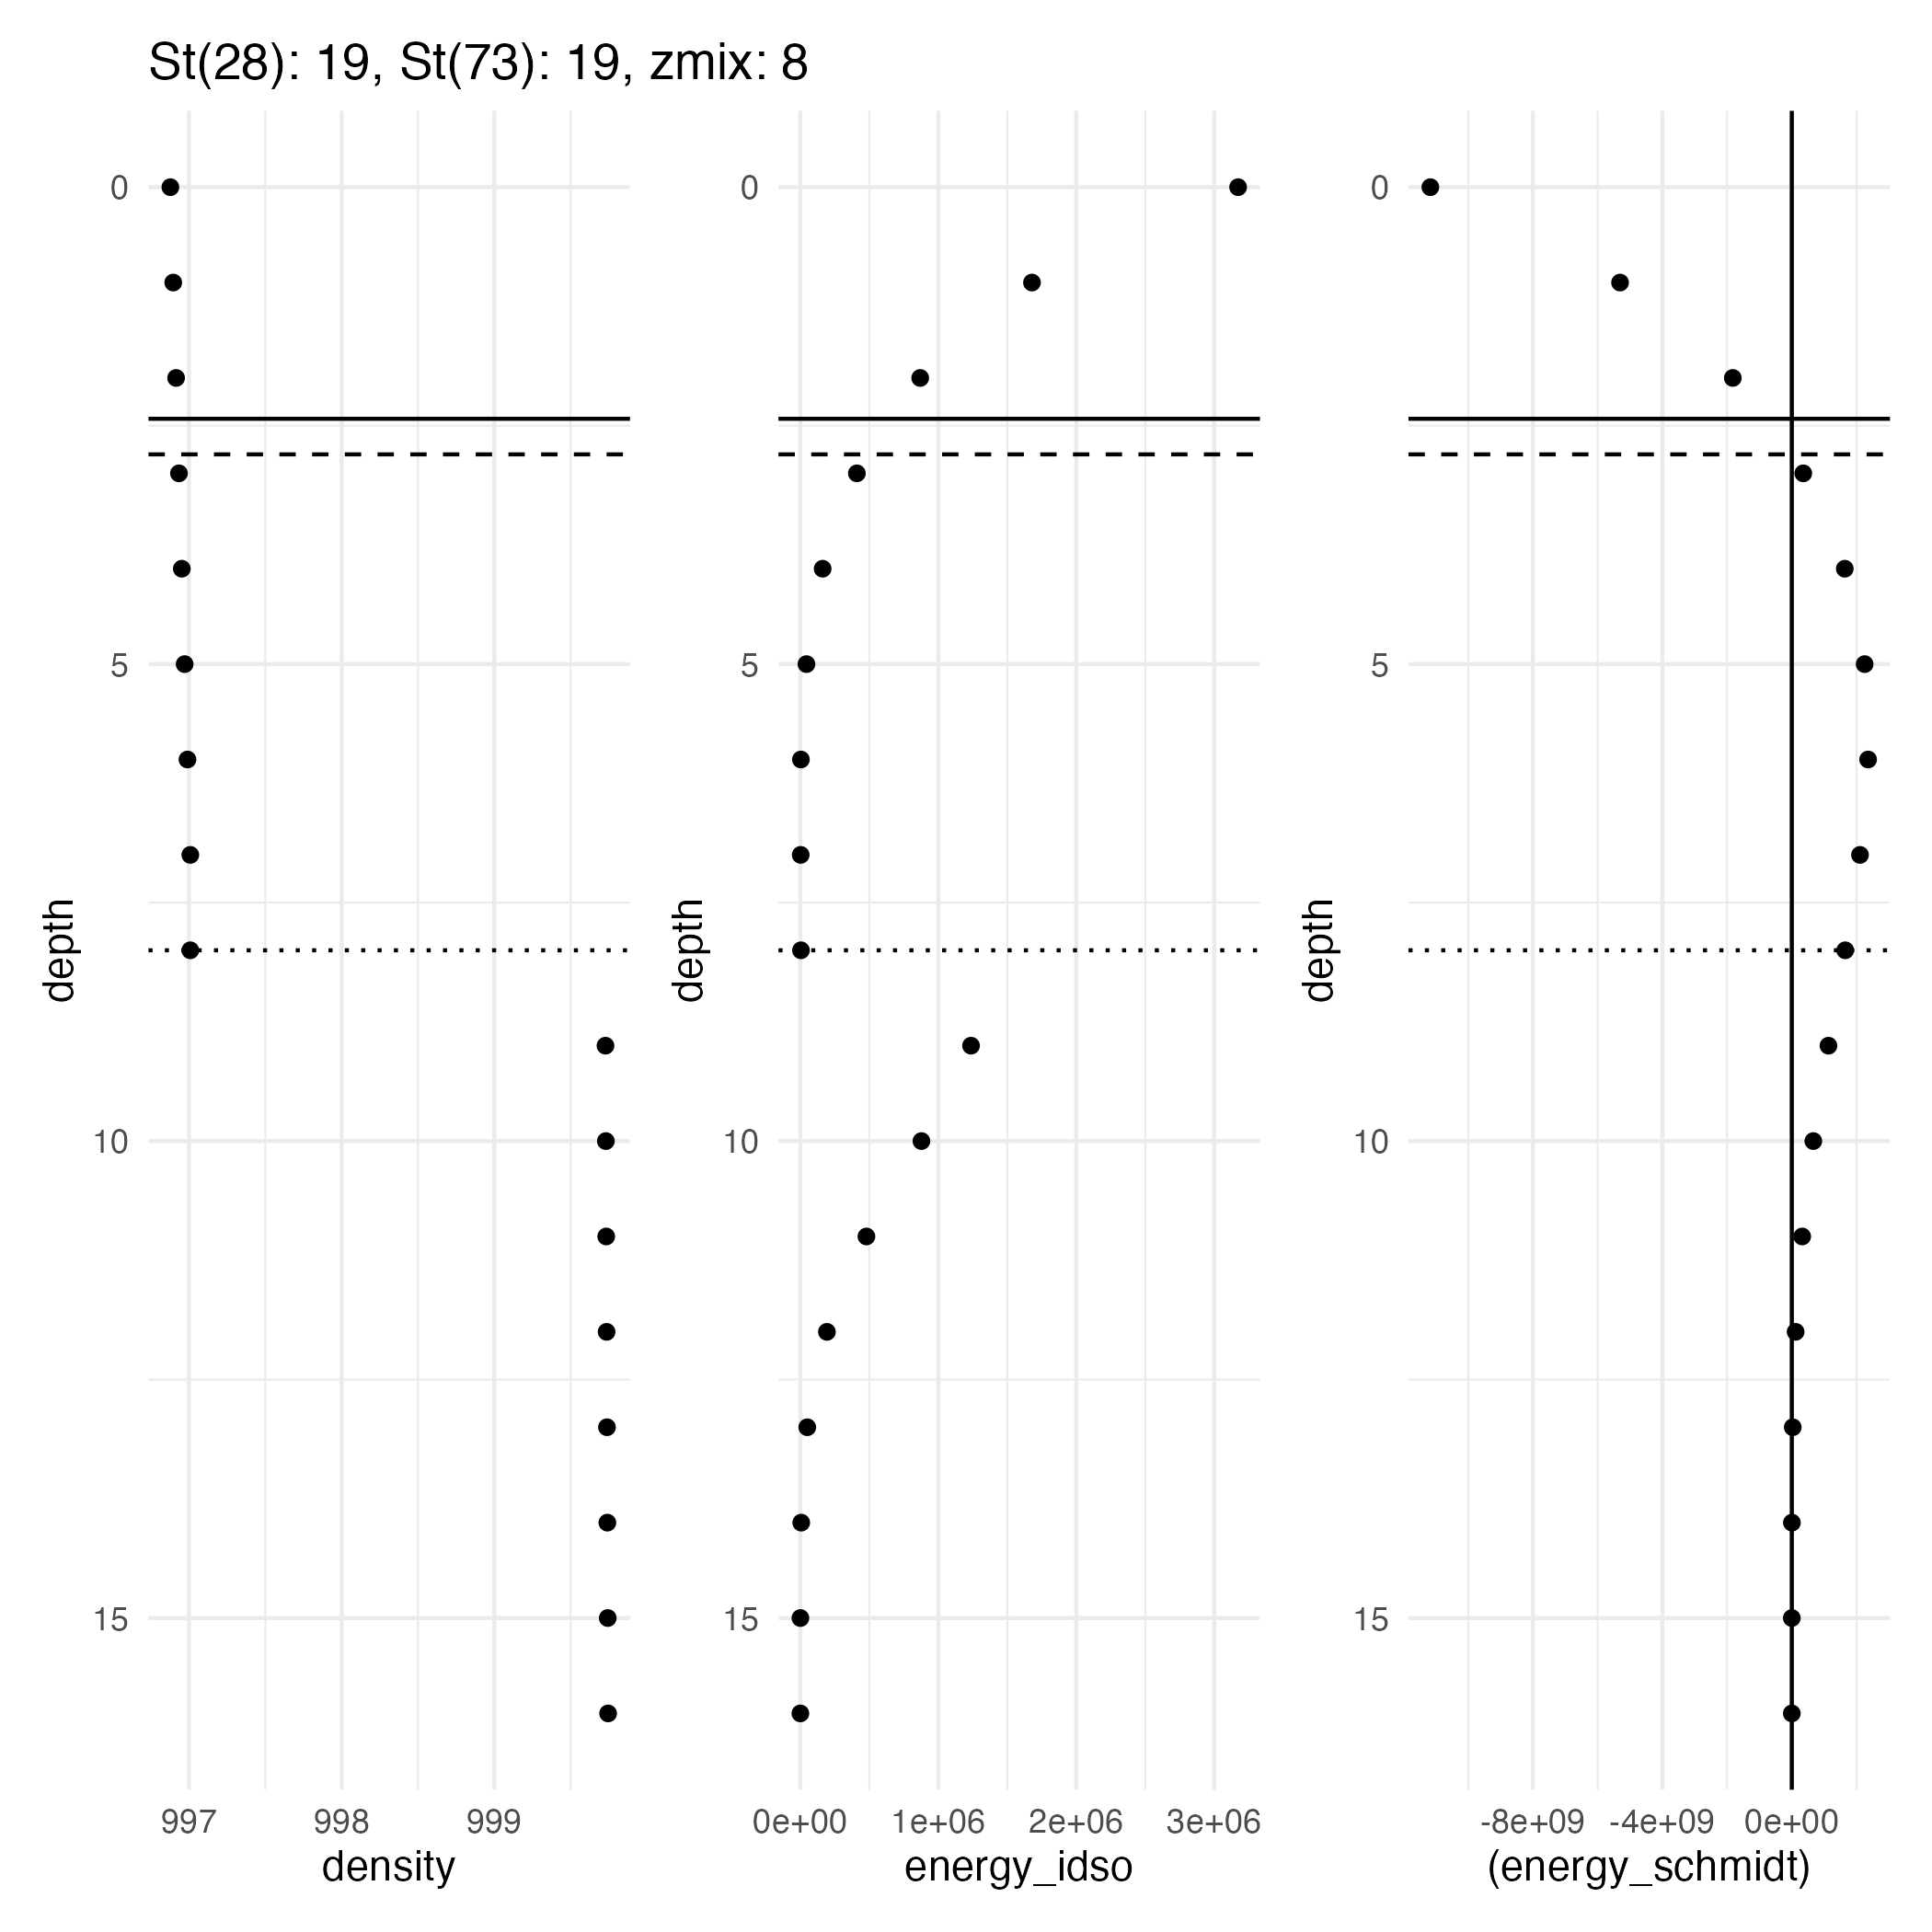 St(28): 19, St(73): 19, zmix: 8
0
5
10
15
depth
997 998 999
density
0
5
10
15
depth
0e+00 1e+06 2e+06 3e+06
energy_idso
0
5
10
15
depth
-8e+09 -4e+09 0e+00
(energy_schmidt)